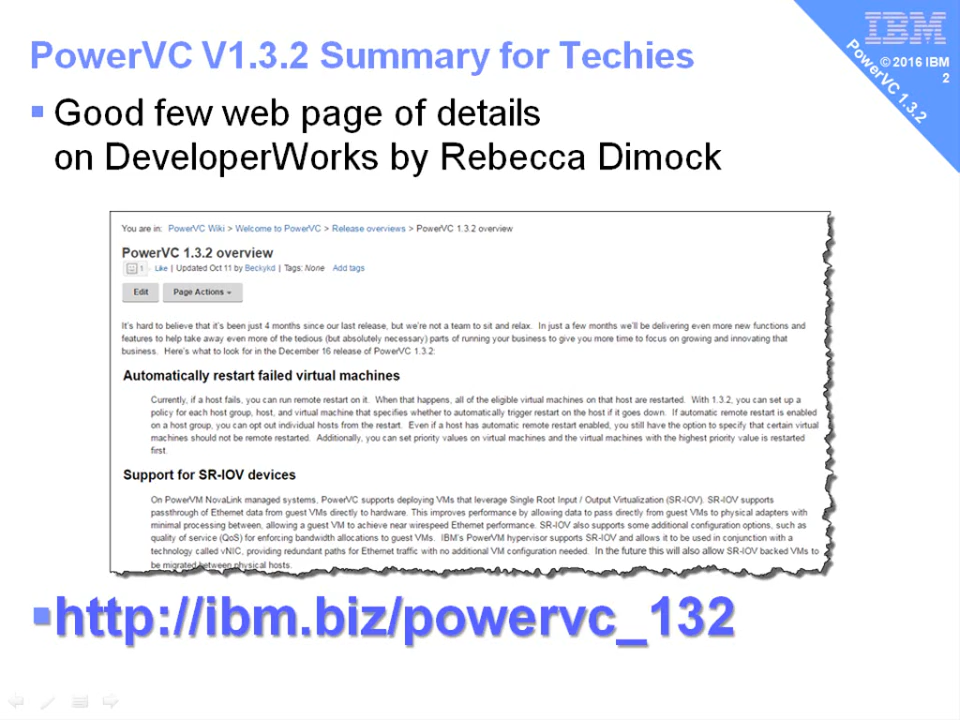 PowerVC V1.3.2 Summary for Techies
IBM
© 2016 IBM
2
PowerVC 1.3.2
Good few web page of details
on DeveloperWorks by Rebecca Dimock
You are in: PowerVC Wiki > Welcome to PowerVC > Release overviews > PowerVC 1.3.2 overview
PowerVC 1.3.2 overview
1 Like | Updated Oct 11 by Beckykd | Tags: None Add tags
Edit Page Actions
It's hard to believe that it's been just 4 months since our last release, but we're not a team to sit and relax. In just a few months we'll be delivering even more new functions and
features to help take away even more of the tedious (but absolutely necessary) parts of running your business to give you more time to focus on growing and innovating that
business. Here's what to look for in the December 16 release of PowerVC 1.3.2:
Automatically restart failed virtual machines
Currently, if a host fails, you can run remote restart on it. When that happens, all of the eligible virtual machines on that host are restarted. With 1.3.2, you can set up a
policy for each host group, host, and virtual machine that specifies whether to automatically trigger restart on the host if it goes down. If automatic remote restart is enabled
on a host group, you can opt out individual hosts from the restart. Even if a host has automatic remote restart enabled, you still have the option to specify that certain virtual
machines should not be remote restarted. Additionally, you can set priority values on virtual machines and the virtual machines with the highest priority value is restarted
first.
Support for SR-IOV devices
On PowerVM NovaLink managed systems, PowerVC supports deploying VMs that leverage Single Root Input / Output Virtualization (SR-IOV). SR-IOV supports
passthrough of Ethernet data from guest VMs directly to hardware. This improves performance by allowing data to pass directly from guest VMs to physical adapters with
minimal processing between, allowing a guest VM to achieve near wirespeed Ethernet performance. SR-IOV also supports some additional configuration options, such as
quality of service (QoS) for enforcing bandwidth allocations to guest VMs. IBM's PowerVM hypervisor supports SR-IOV and allows it to be used in conjunction with a
technology called vNIC, providing redundant paths for Ethernet traffic with no additional VM configuration needed. In the future this will also allow SR-IOV backed VMs to
be migrated between physical hosts.
http://ibm.biz/powervc_132